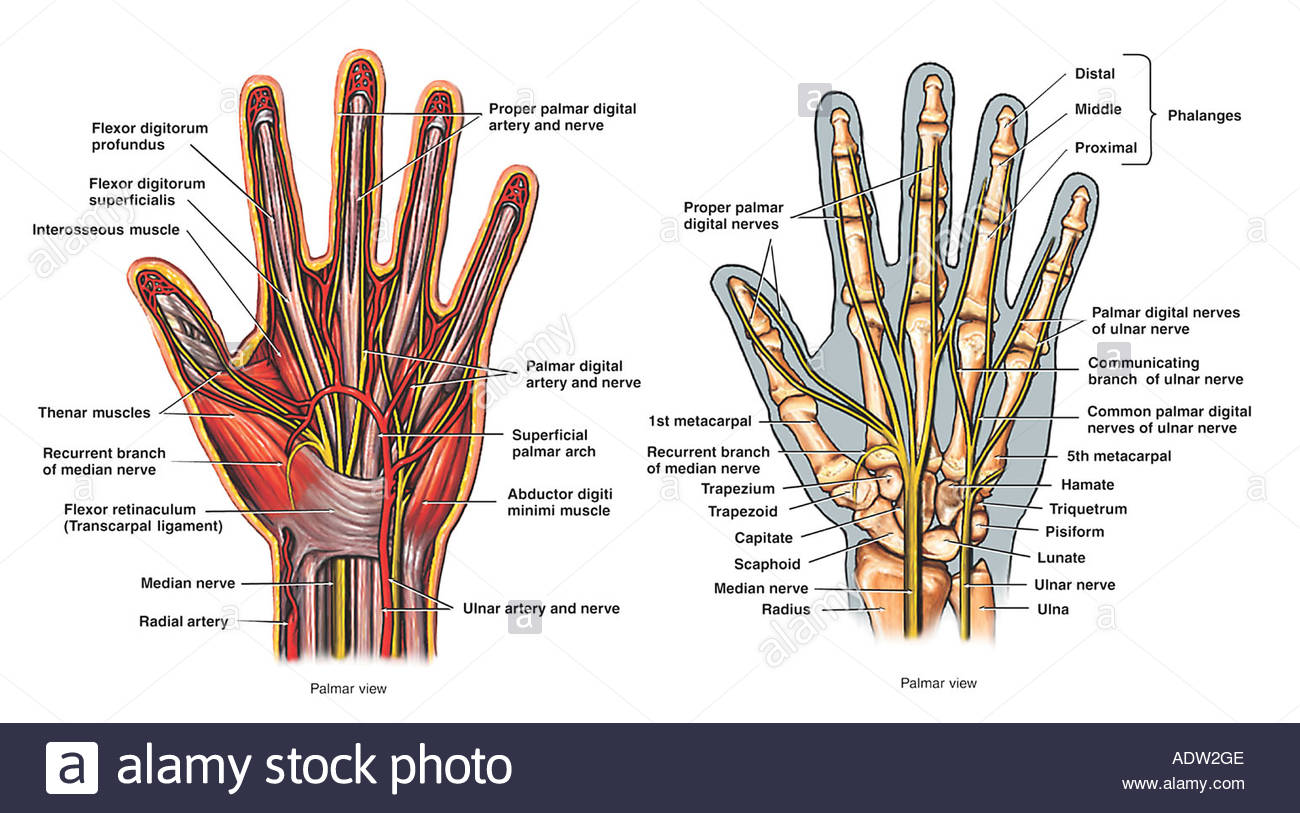 Flexor digitorum
profundus
Flexor digitorum
superficialis
Interosseous muscle
Thenar muscles
Recurrent branch
of median nerve
Flexor retinaculum
(Transcarpal ligament)
Median nerve
Radial artery
Proper palmar digital
artery and nerve
Palmar digital
artery and nerve
Superficial
palmar arch
Abductor digiti
minimi muscle
Ulnar artery and nerve
Palmar view
Proper palmar
digital nerves
1st metacarpal
Recurrent branch
of median nerve
Trapezium
Trapezoid
Capitate
Scaphoid
Median nerve
Radius
Distal
Middle
Proximal
Phalanges
Palmar digital nerves
of ulnar nerve
Communicating
branch of ulnar nerve
Common palmar digital
nerves of ulnar nerve
5th metacarpal
Hamate
Triquetrum
Pisiform
Lunate
Ulnar nerve
Ulna
Palmar view
alamy
alamy
alamy
alamy
alamy
a
a
a
a
a
a
a
a
a
a alamy stock photo
ADW2GE
www.alamy.com